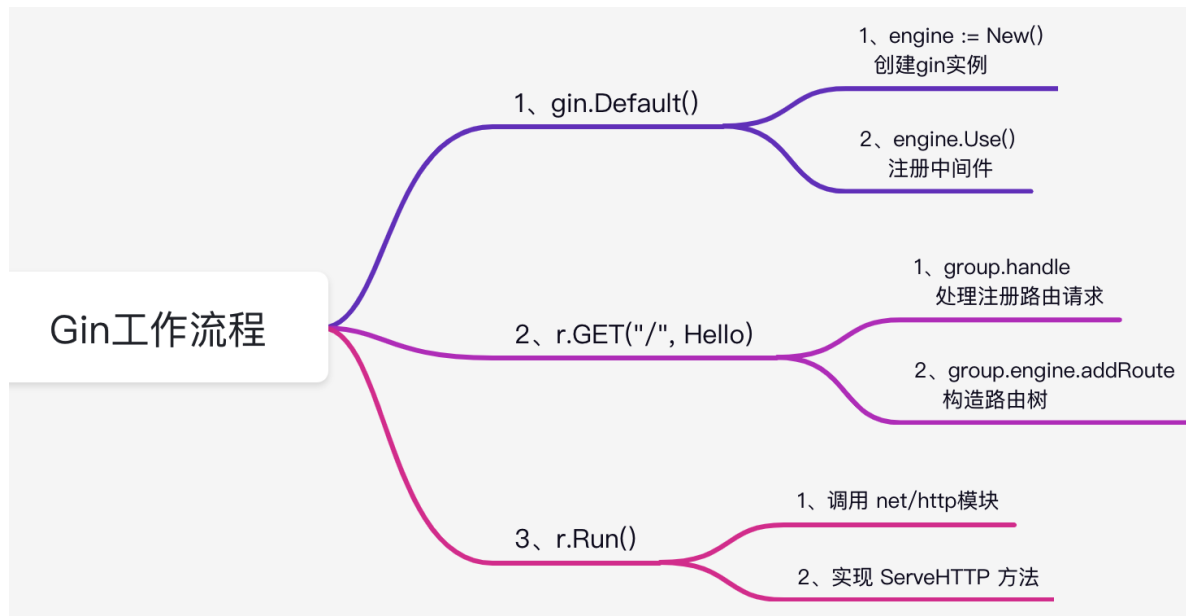 Gin工作流程
1、gin.Default()
1、engine := New()
创建gin实例
2、engine.Use()
注册中间件
2、r.GET("/", Hello)
1、group.handle
处理注册路由请求
2、group.engine.addRoute
构造路由树
3、r.Run()
1、调用 net/http模块
2、实现 ServeHTTP 方法